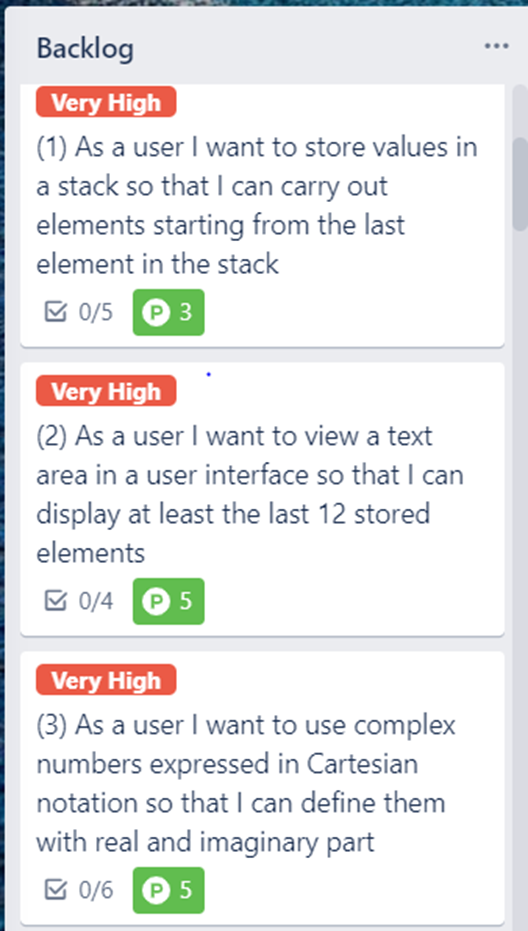 Backlog
Very High
(1) As a user I want to store values in
a stack so that I can carry out
elements starting from the last
element in the stack
0/5 P 3
Very High
(2) As a user I want to view a text
area in a user interface so that I can
display at least the last 12 stored
elements
0/4 P 5
Very High
(3) As a user I want to use complex
numbers expressed in Cartesian
notation so that I can define them
with real and imaginary part
0/6 P 5